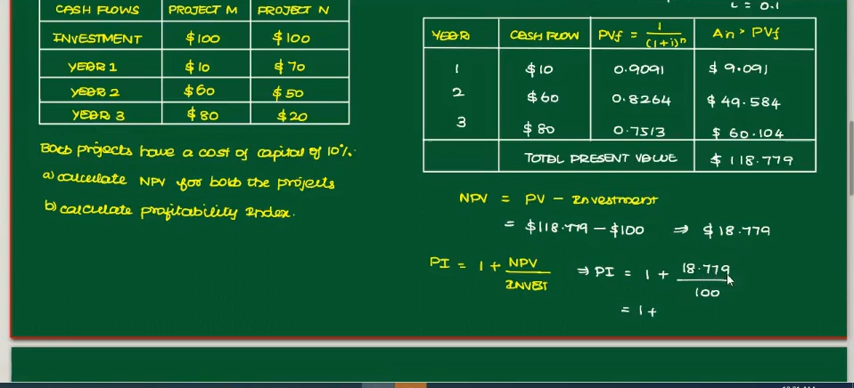 CASH FLOWS PROJECT M PROJECT N
INVESTMENT $100 $100
YEAR 1 $10 $70
YEAR 2 $60 $50
YEAR 3 $80 $20
Both projects have a cost of capital of 10%.
a) calculate NPV for both the projects
b) calculate profitability Index.
i = 0.1
YEAR CASH FLOW PVf = 1/(1+i)^n An × PVf
1 $10 0.9091 $9.091
2 $60 0.8264 $49.584
3 $80 0.7513 $60.104
TOTAL PRESENT VALUE $118.779
NPV = PV - Investment
= $118.779 - $100 ⇒ $18.779
PI = 1 + NPV/INVEST ⇒ PI = 1 + 18.779/100
= 1 +